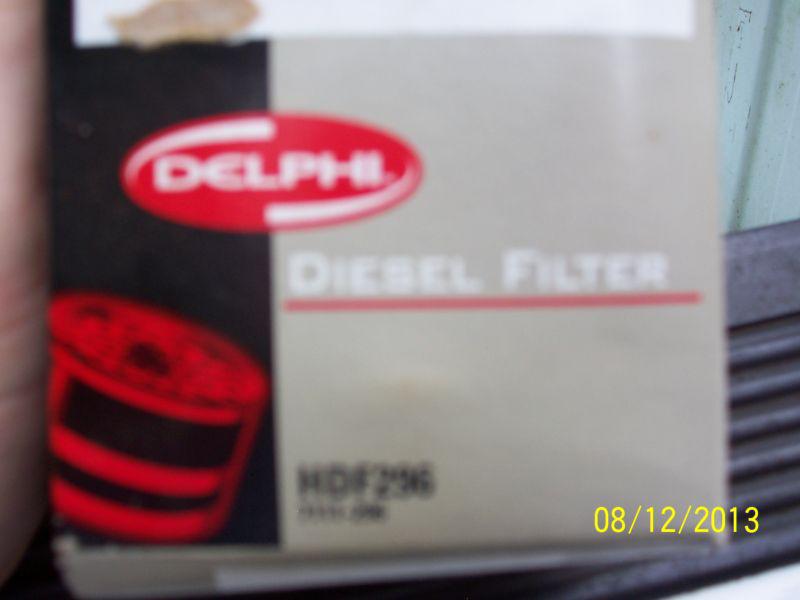 DELPHI
DIESEL FILTER
HDF296
08/12/2013